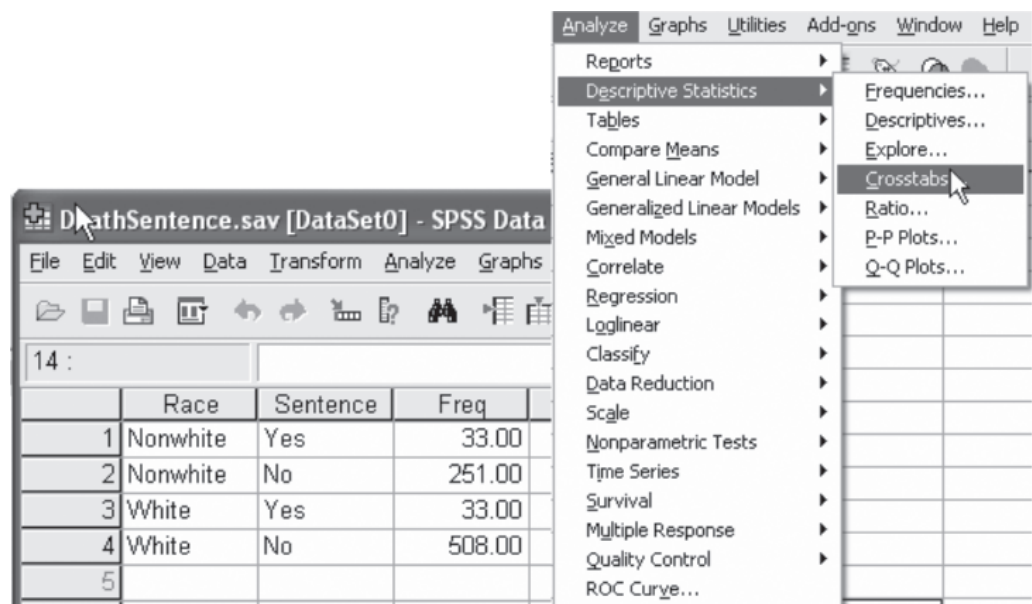 Analyze Graphs Utilities Add-ons Window Help
Reports
Descriptive Statistics
Tables
Compare Means
General Linear Model
Generalized Linear Models
Mixed Models
Correlate
Regression
Loglinear
Classify
Data Reduction
Scale
Nonparametric Tests
Time Series
Survival
Multiple Response
Quality Control
ROC Curve...
Frequencies...
Descriptives...
Explore...
Crosstabs
Ratio...
P-P Plots...
Q-Q Plots...
DeathSentence.sav [DataSet0] - SPSS Data
File Edit View Data Transform Analyze Graphs
14 :
Race Sentence Freq
1 Nonwhite Yes 33.00
2 Nonwhite No 251.00
3 White Yes 33.00
4 White No 508.00
5